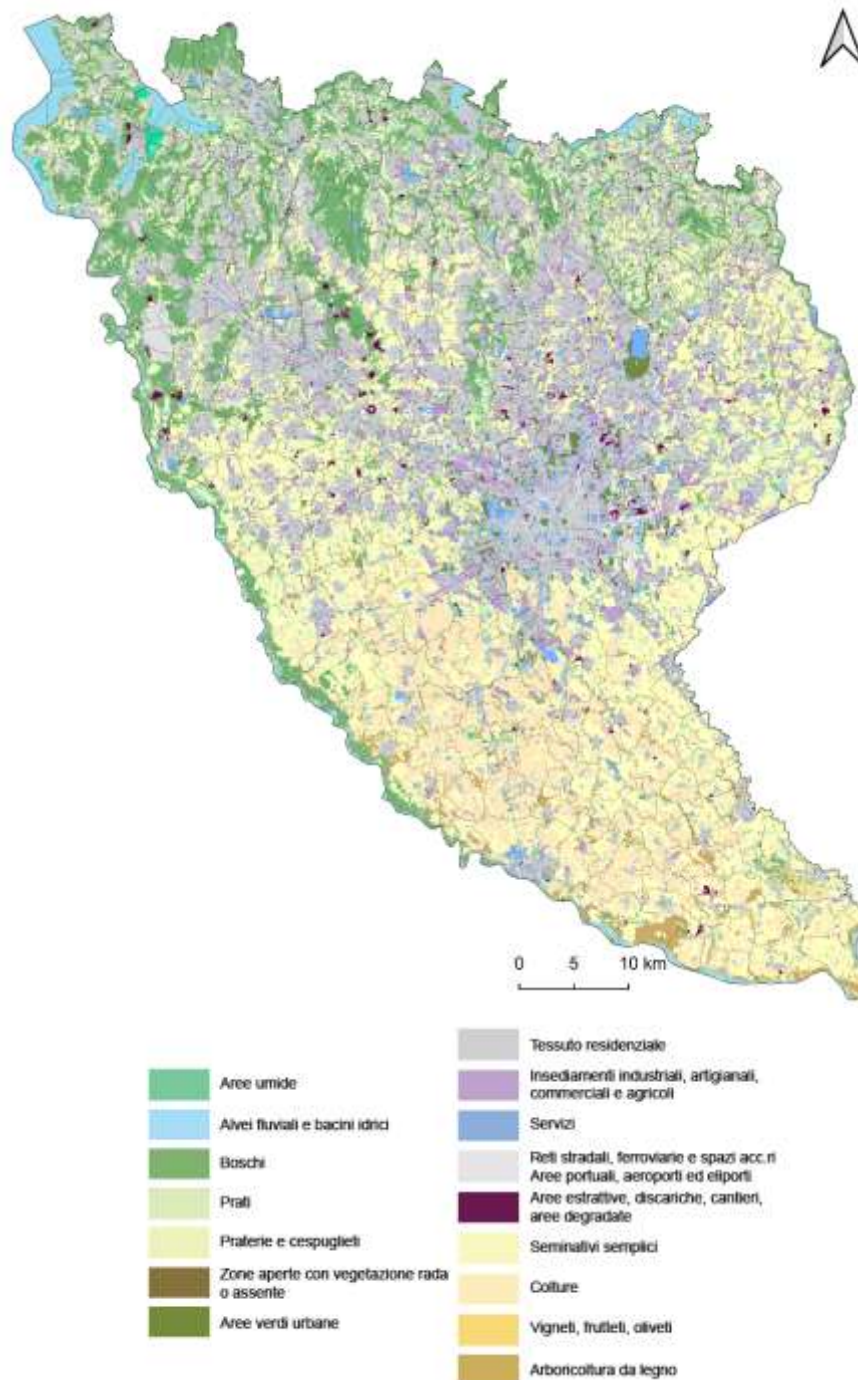 0 5 10 km
Aree umide
Alvei fluviali e bacini idrici
Boschi
Prati
Praterie e cespuglieti
Zone aperte con vegetazione rada
o assente
Aree verdi urbane
Tessuto residenziale
Insediamenti industriali, artigianali,
commerciali e agricoli
Servizi
Reti stradali, ferroviarie e spazi acc.ri
Aree portuali, aeroporti ed eliporti
Aree estrattive, discariche, cantieri,
aree degradate
Seminativi semplici
Colture
Vigneti, frutteti, oliveti
Arboricoltura da legno